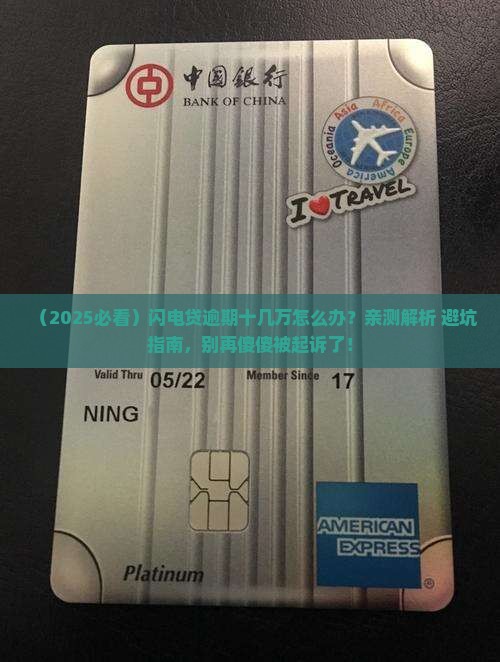 中国銀行
BANK OF CHINA
Asia Africa Europe America Oceania
I❤TRAVEL
（2025必看）闪电贷逾期十几万怎么办？亲测解析 避坑
指南，别再傻傻被起诉了！
Valid Thru 05/22 Member Since 17
NING
AMERICAN
EXPRESS®
Platinum